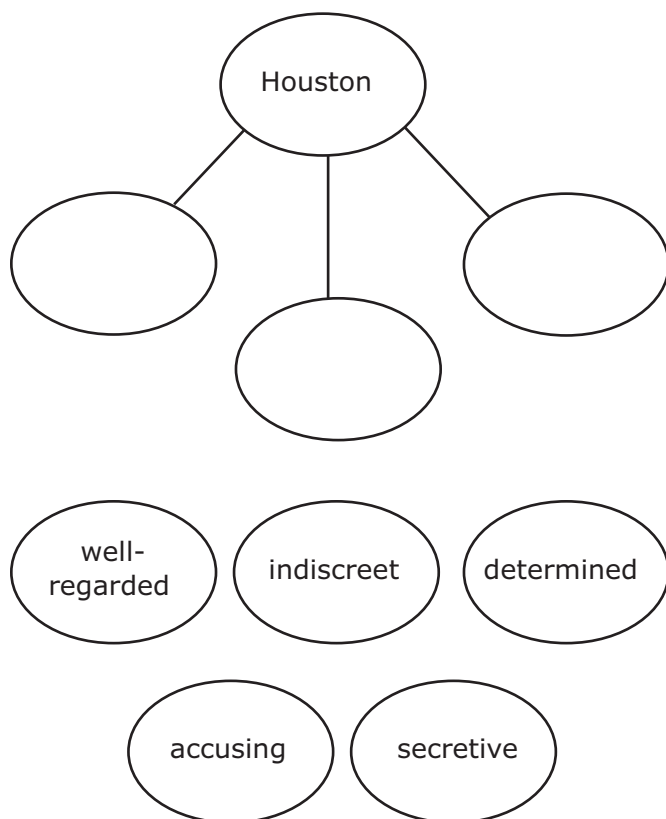 Houston
well-
regarded
indiscreet
determined
accusing
secretive